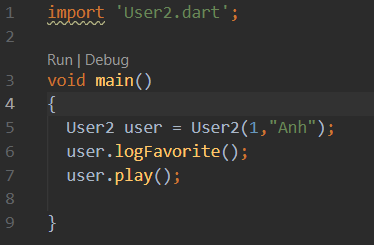 1 import 'User2.dart';
2
Run | Debug
3 void main()
4 {
5   User2 user = User2(1,"Anh");
6   user.logFavorite();
7   user.play();
8
9 }